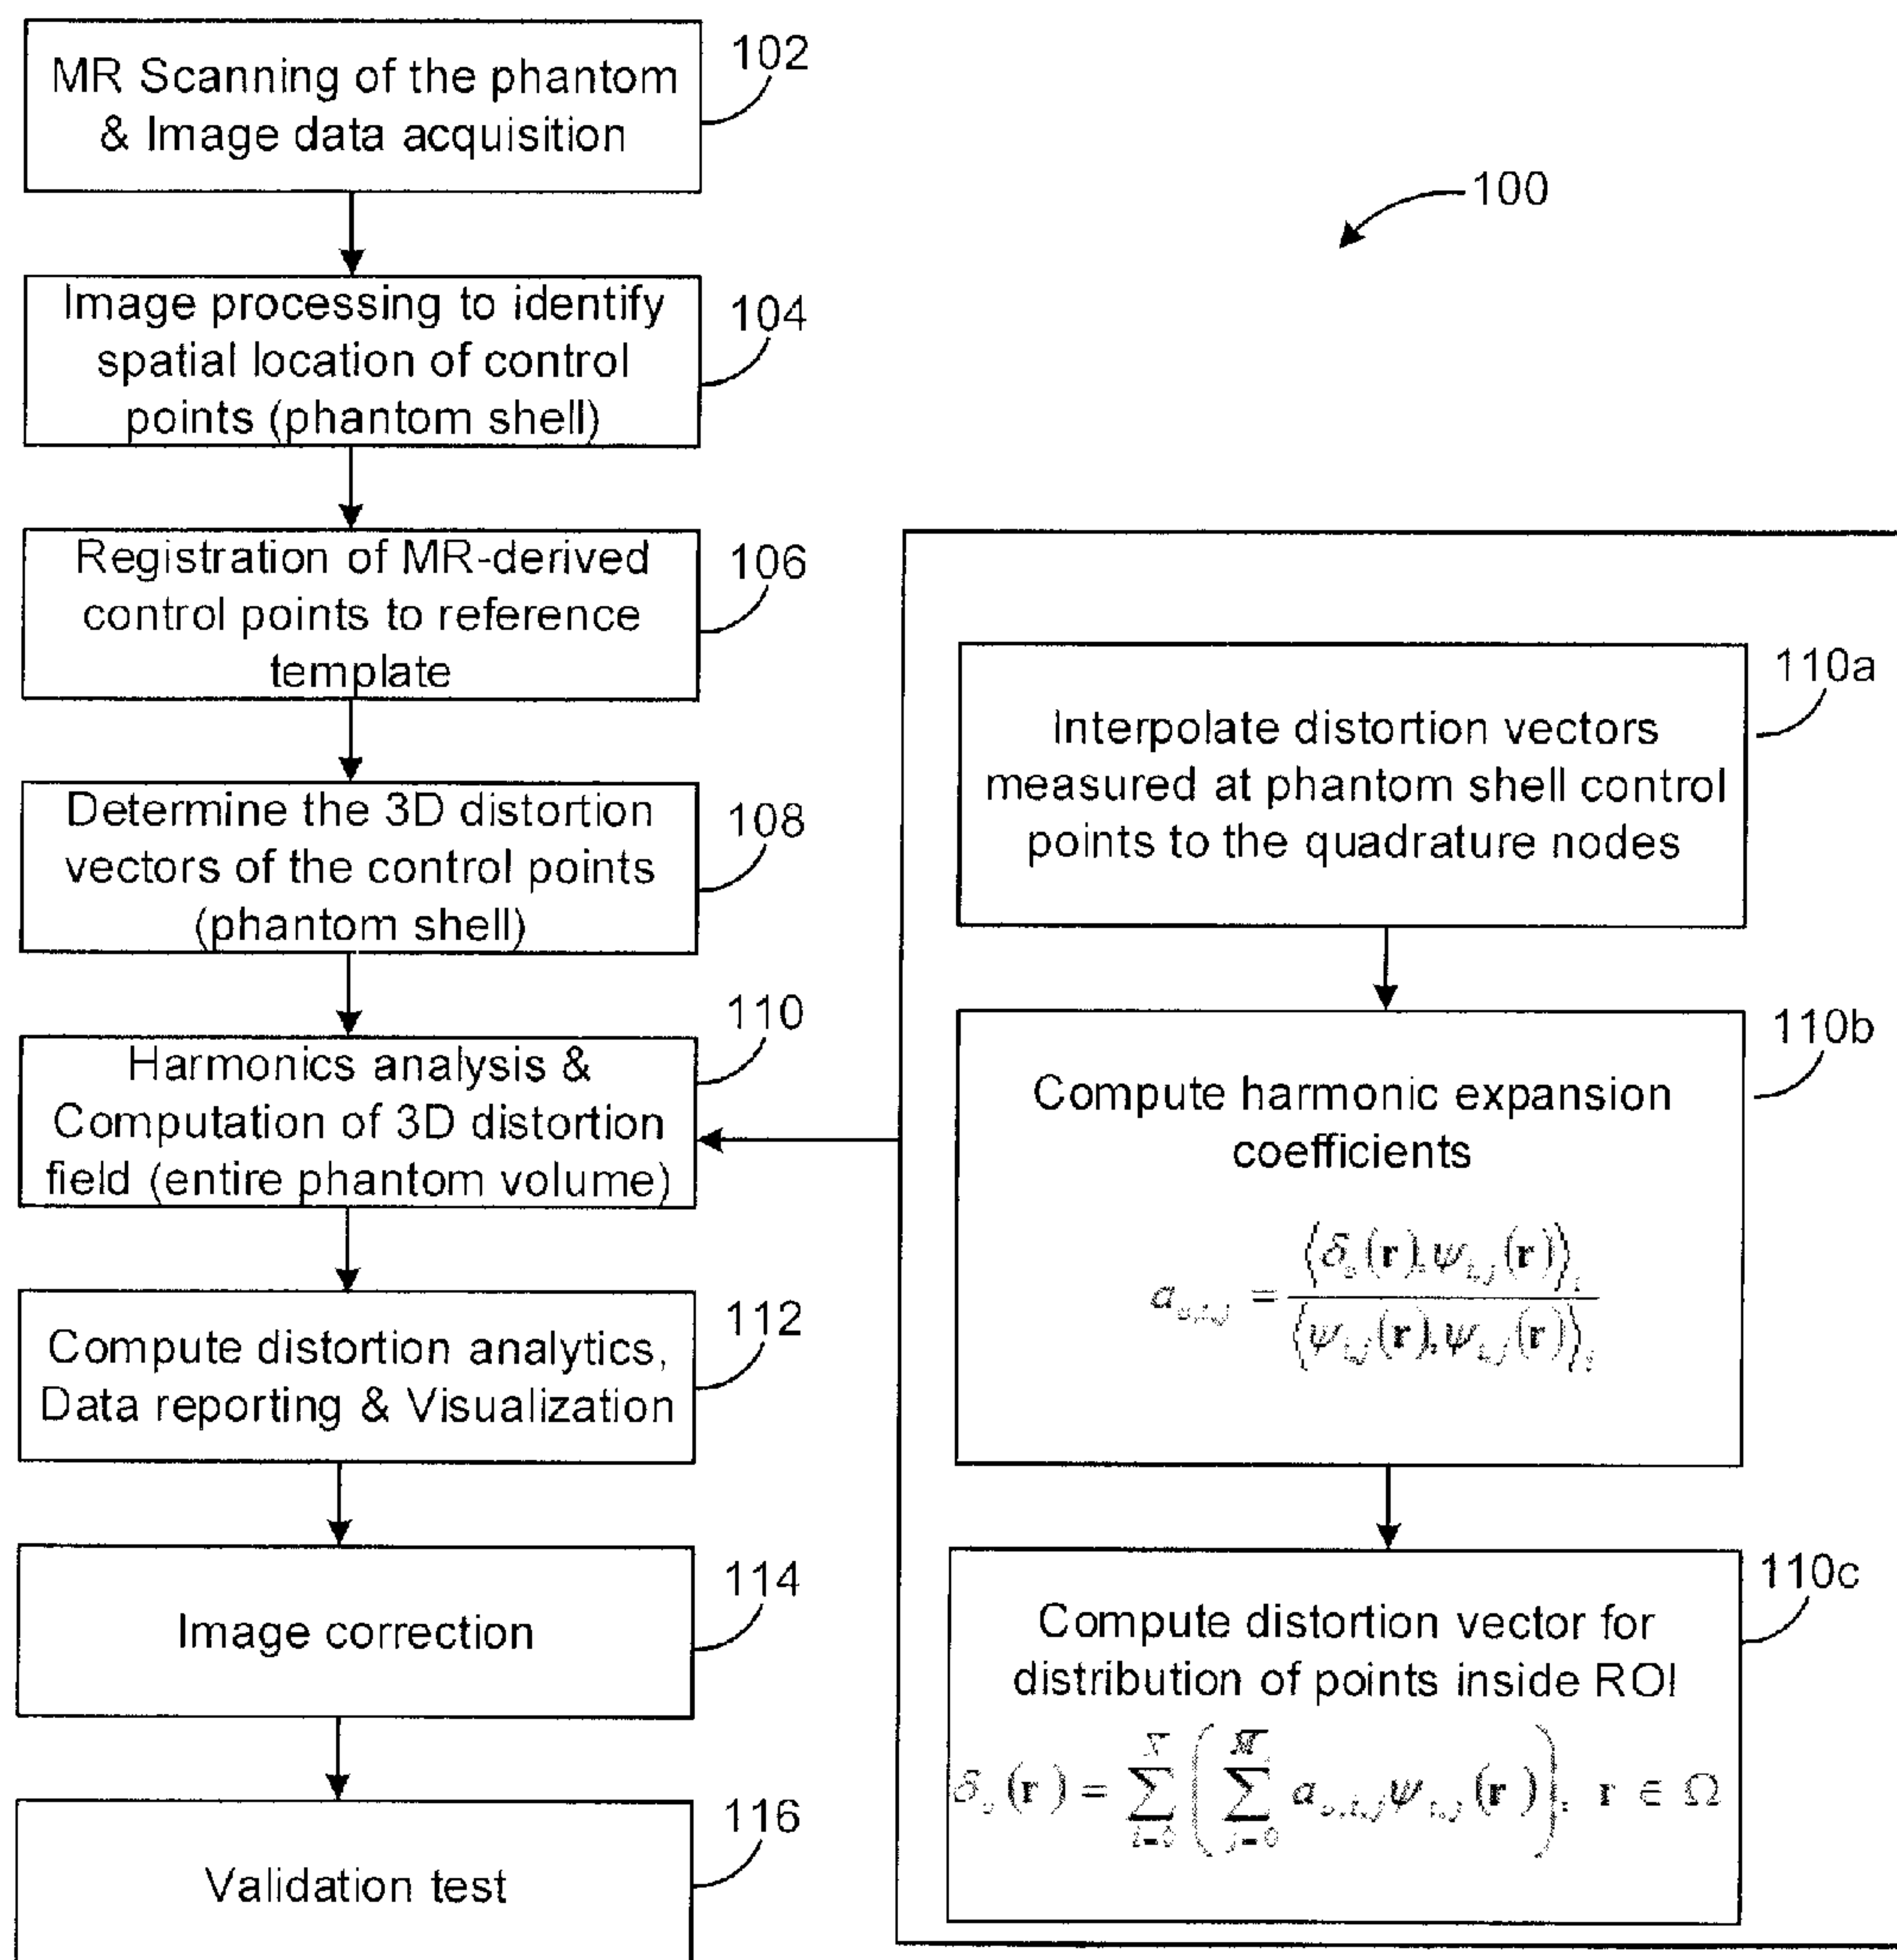 MR Scanning of the phantom
& Image data acquisition
102
100
Image processing to identify
spatial location of control
points (phantom shell)
104
Registration of MR-derived
control points to reference
template
106
Determine the 3D distortion
vectors of the control points
(phantom shell)
108
Harmonics analysis &
Computation of 3D distortion
field (entire phantom volume)
110
Compute distortion analytics,
Data reporting & Visualization
112
Image correction
114
Validation test
116
Interpolate distortion vectors
measured at phantom shell control
points to the quadrature nodes
110a
Compute harmonic expansion
coefficients
110b
Compute distortion vector for
distribution of points inside ROI
r ∈ Ω
110c